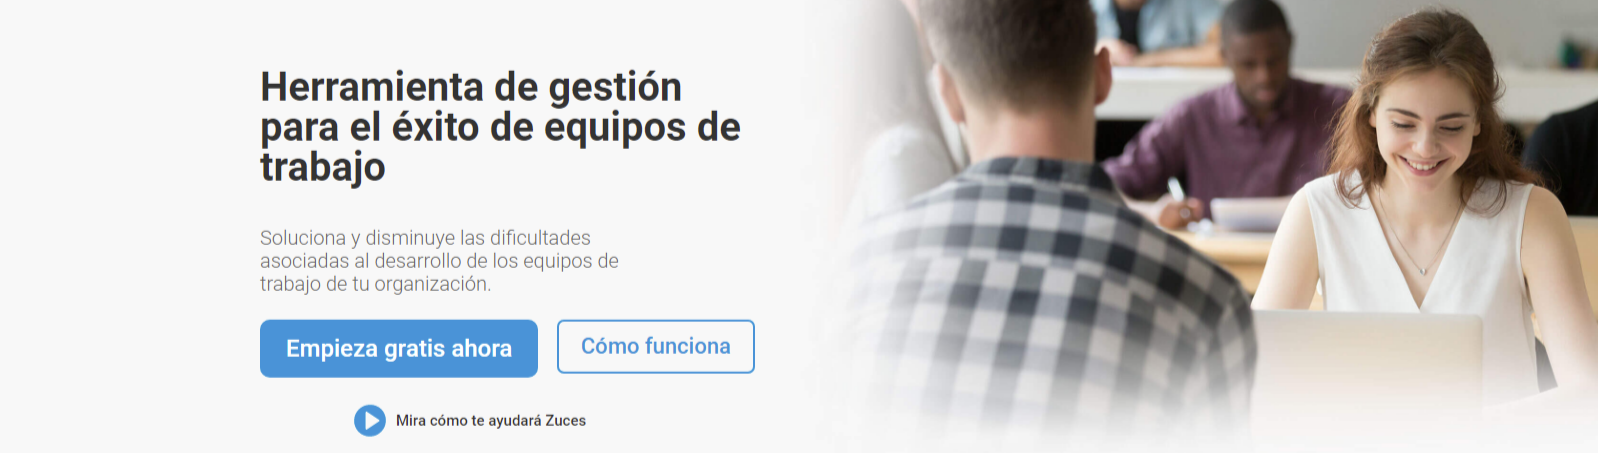 Herramienta de gestión
para el éxito de equipos de
trabajo
Soluciona y disminuye las dificultades
asociadas al desarrollo de los equipos de
trabajo de tu organización.
Empieza gratis ahora
Cómo funciona
Mira cómo te ayudará Zuces